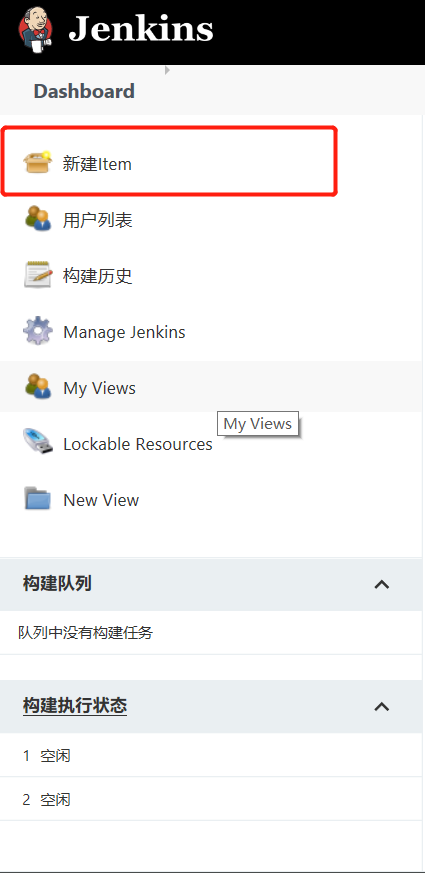 Jenkins
Dashboard
新建Item
用户列表
构建历史
Manage Jenkins
My Views
My Views
Lockable Resources
New View
构建队列
队列中没有构建任务
构建执行状态
1 空闲
2 空闲